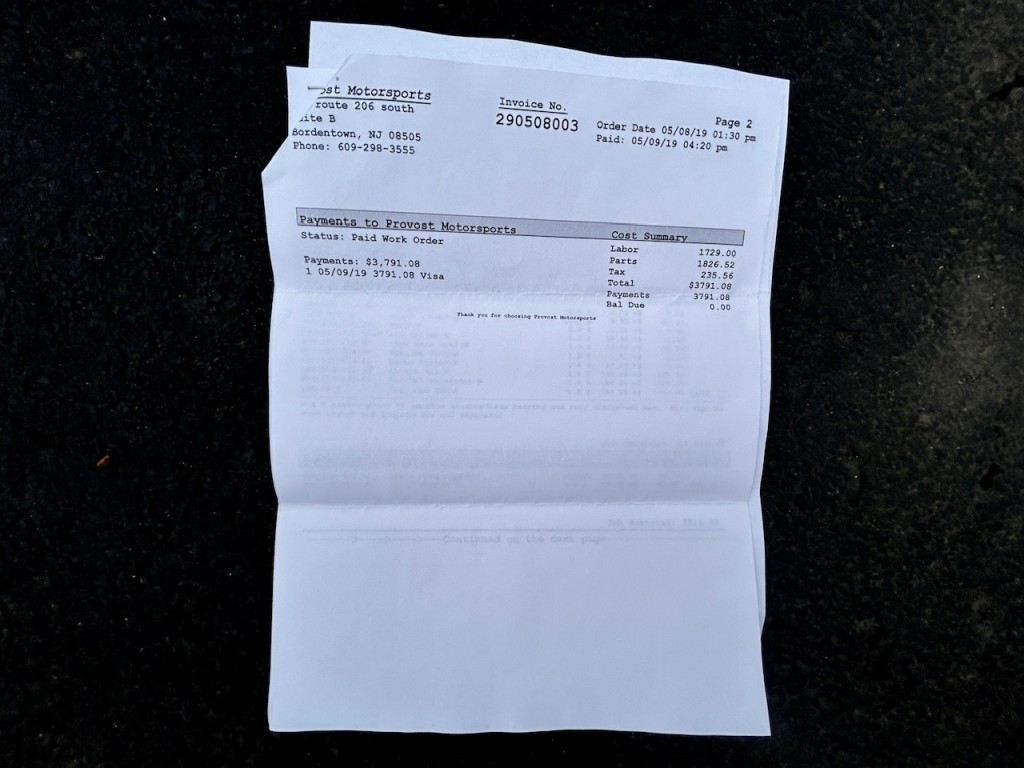 st Motorsports
route 206 south
ite B
Bordentown, NJ 08505
Phone: 609-298-3555
Invoice No.
290508003
Page 2
Order Date 05/08/19 01:30 pm
Paid: 05/09/19 04:20 pm
Payments to Provost Motorsports
Status: Paid Work Order
Payments: $3,791.08
1 05/09/19 3791.08 Visa
Cost Summary
Labor 1729.00
Parts 1826.52
Tax 235.56
Total $3791.08
Payments 3791.08
Bal Due 0.00
Thank you for choosing Provost Motorsports
Continued on the next page